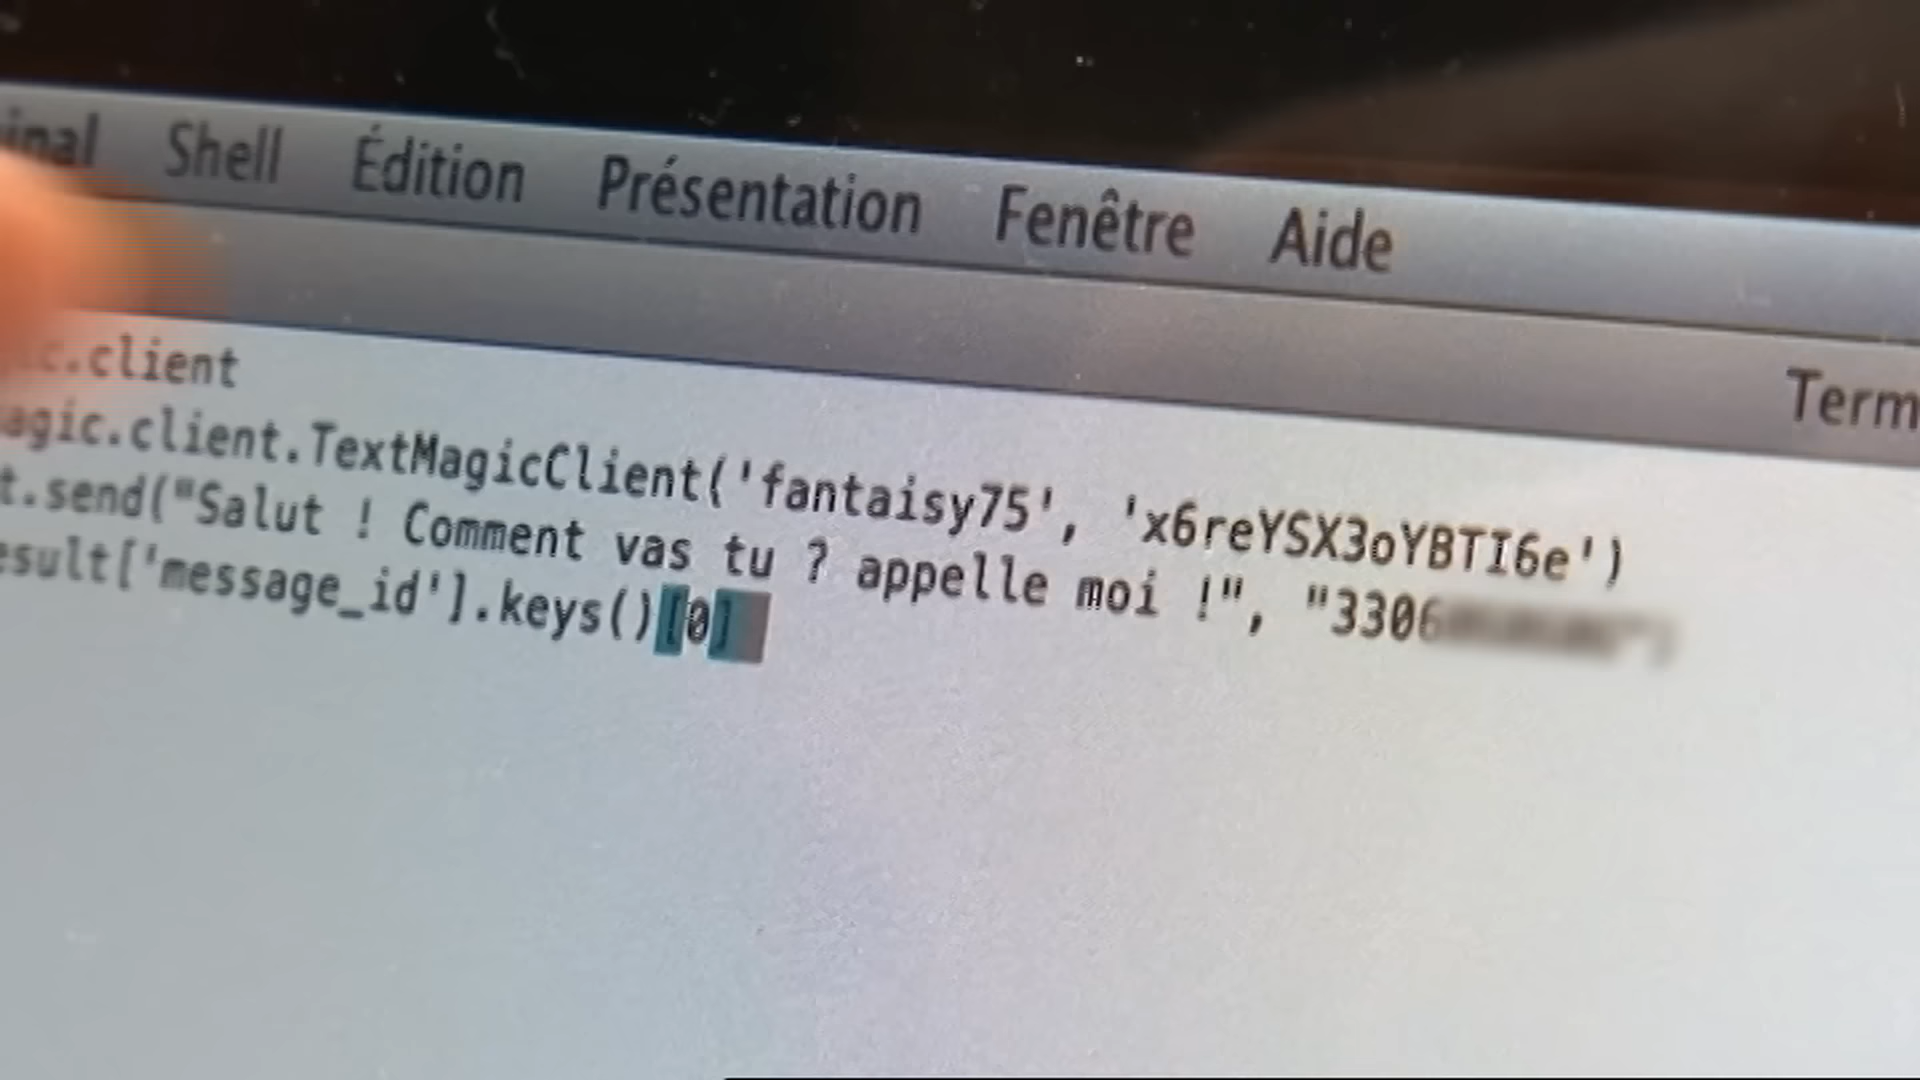 Shell Édition Présentation Fenêtre Aide
Term
.client
agic.client.TextMagicClient('fantaisy75', 'x6reYSX3oYBTI6e')
t.send("Salut ! Comment vas tu ? appelle moi !", "3306
esult['message_id'].keys()[0]